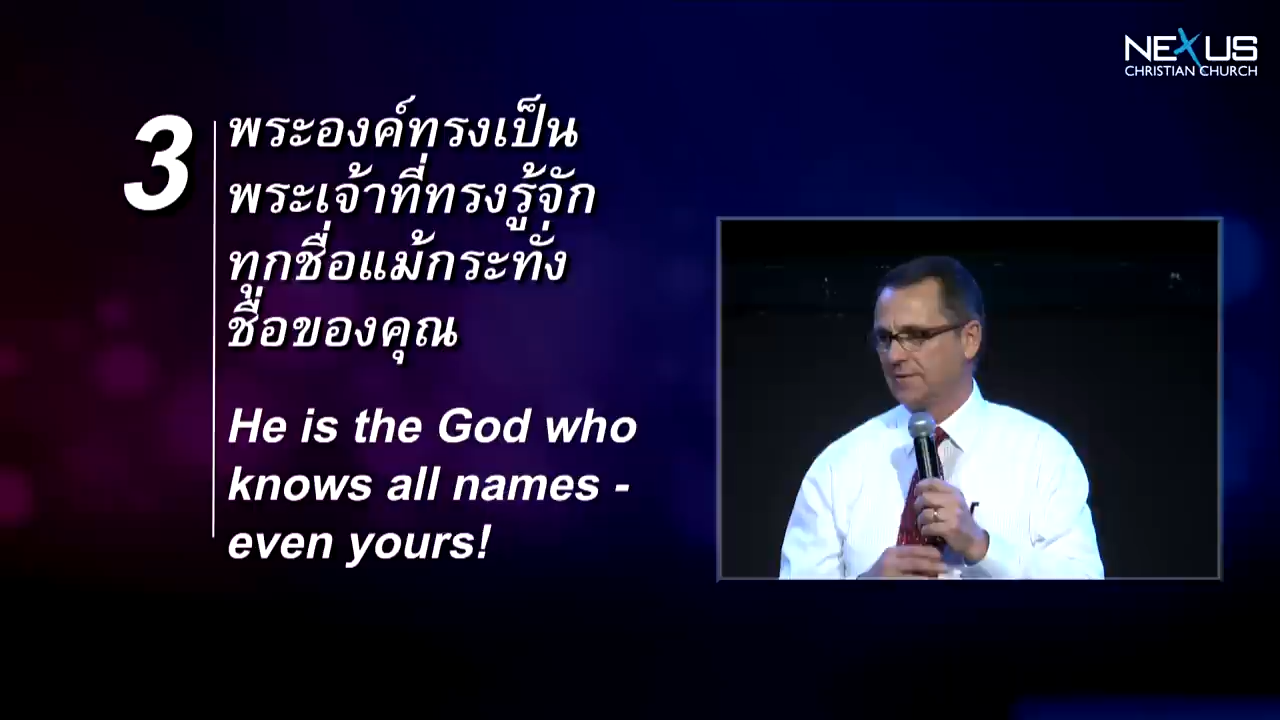 NEXUS
CHRISTIAN CHURCH
3
พระองค์ทรงเป็น
พระเจ้าที่ทรงรู้จัก
ทุกชื่อแม้กระทั่ง
ชื่อของคุณ
He is the God who
knows all names -
even yours!